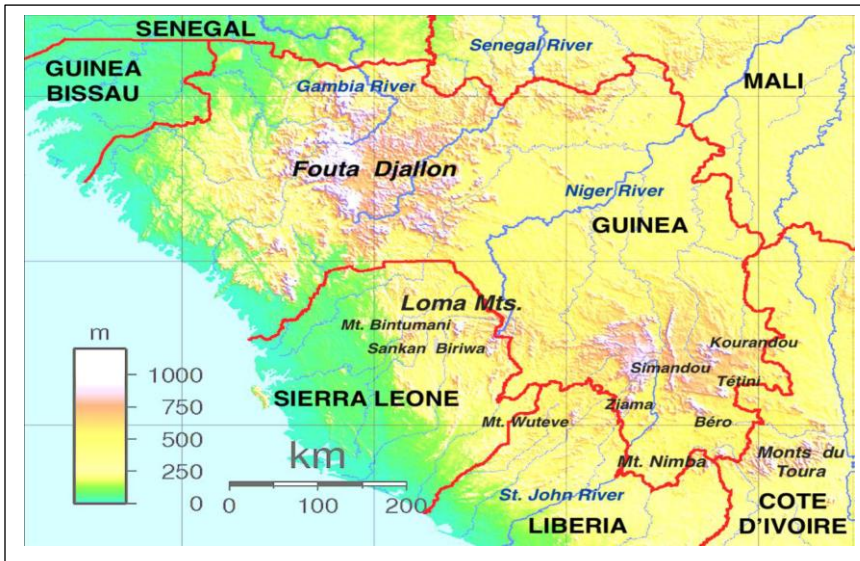 SENEGAL
Senegal River
GUINEA
BISSAU
Gambia River
MALI
Fouta Djallon
Niger River
GUINEA
Loma Mts.
Mt. Bintumani
Sankan Biriwa
Kourandou
Simandou
Tétini
SIERRA LEONE
Ziama
Mt. Wuteve
Béro
Mt. Nimba
Monts du
Toura
St. John River
LIBERIA
COTE
D'IVOIRE
m
1000
750
500
250
0
km
0 100 200